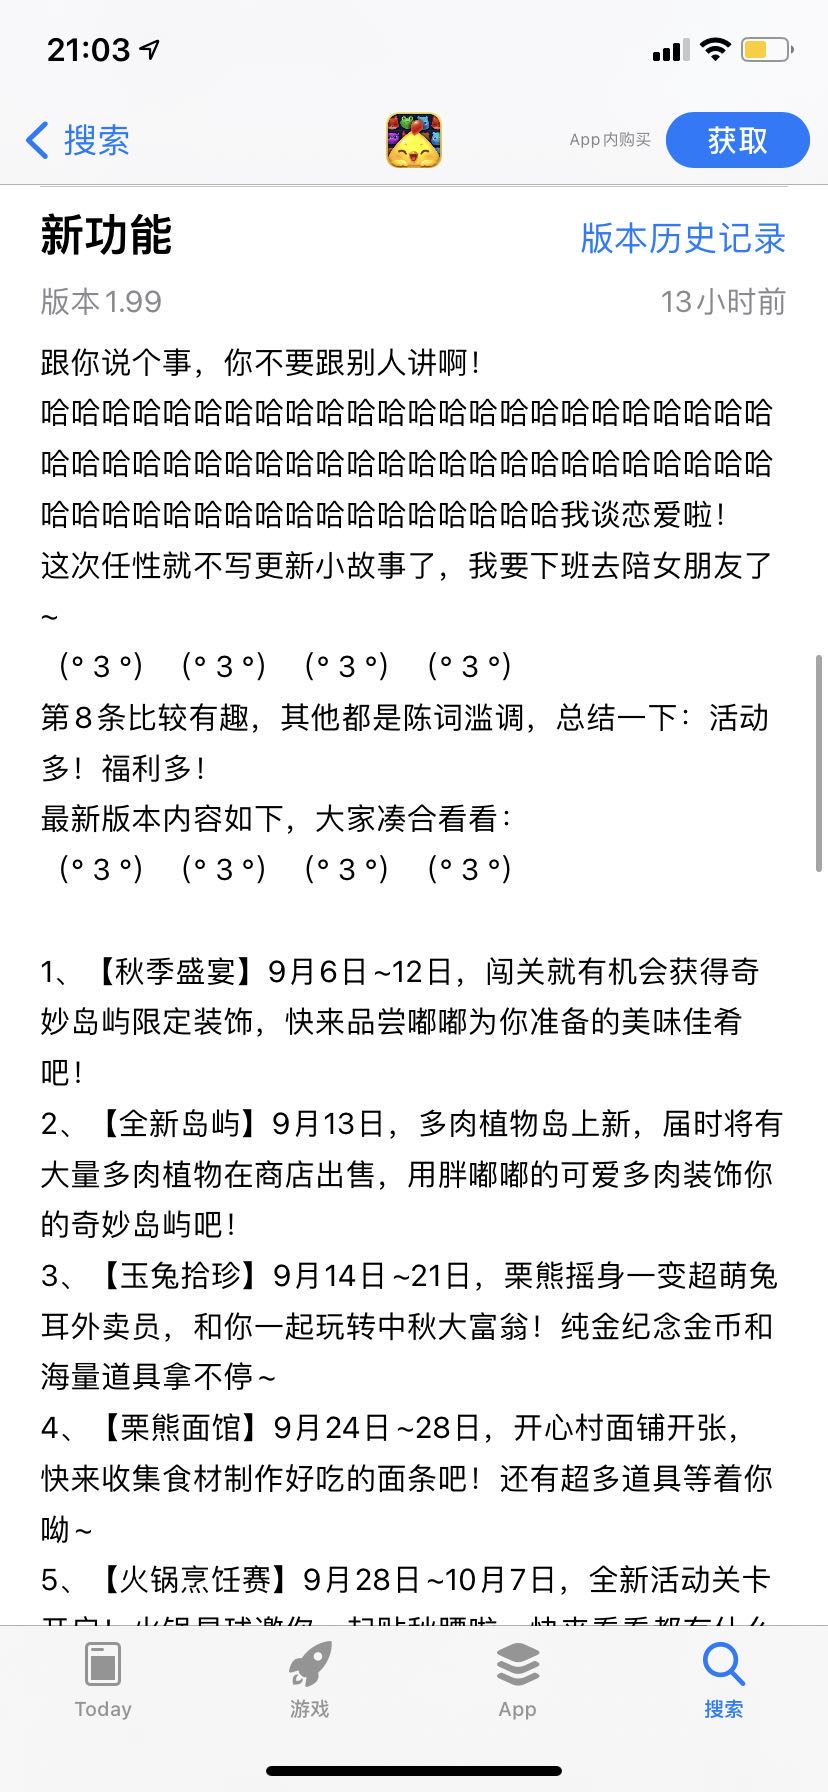 21:03
搜索
App内购买
获取
新功能
版本历史记录
版本1.99
13小时前
跟你说个事，你不要跟别人讲啊！
哈哈哈哈哈哈哈哈哈哈哈哈哈哈哈哈哈哈哈哈哈哈哈哈
哈哈哈哈哈哈哈哈哈哈哈哈哈哈哈哈哈哈哈哈哈哈哈哈
哈哈哈哈哈哈哈哈哈哈哈哈哈哈哈哈哈我谈恋爱啦！
这次任性就不写更新小故事了，我要下班去陪女朋友了
~
（° 3 °）（° 3 °）（° 3 °）（° 3 °）
第8条比较有趣，其他都是陈词滥调，总结一下：活动
多！福利多！
最新版本内容如下，大家凑合看看：
（° 3 °）（° 3 °）（° 3 °）（° 3 °）
1、【秋季盛宴】9月6日~12日，闯关就有机会获得奇
妙岛屿限定装饰，快来品尝嘟嘟为你准备的美味佳肴
吧！
2、【全新岛屿】9月13日，多肉植物岛上新，届时将有
大量多肉植物在商店出售，用胖嘟嘟的可爱多肉装饰你
的奇妙岛屿吧！
3、【玉兔拾珍】9月14日~21日，栗熊摇身一变超萌兔
耳外卖员，和你一起玩转中秋大富翁！纯金纪念金币和
海量道具拿不停~
4、【栗熊面馆】9月24日~28日，开心村面铺开张，
快来收集食材制作好吃的面条吧！还有超多道具等着你
呦~
5、【火锅烹饪赛】9月28日~10月7日，全新活动关卡
Today
游戏
App
搜索